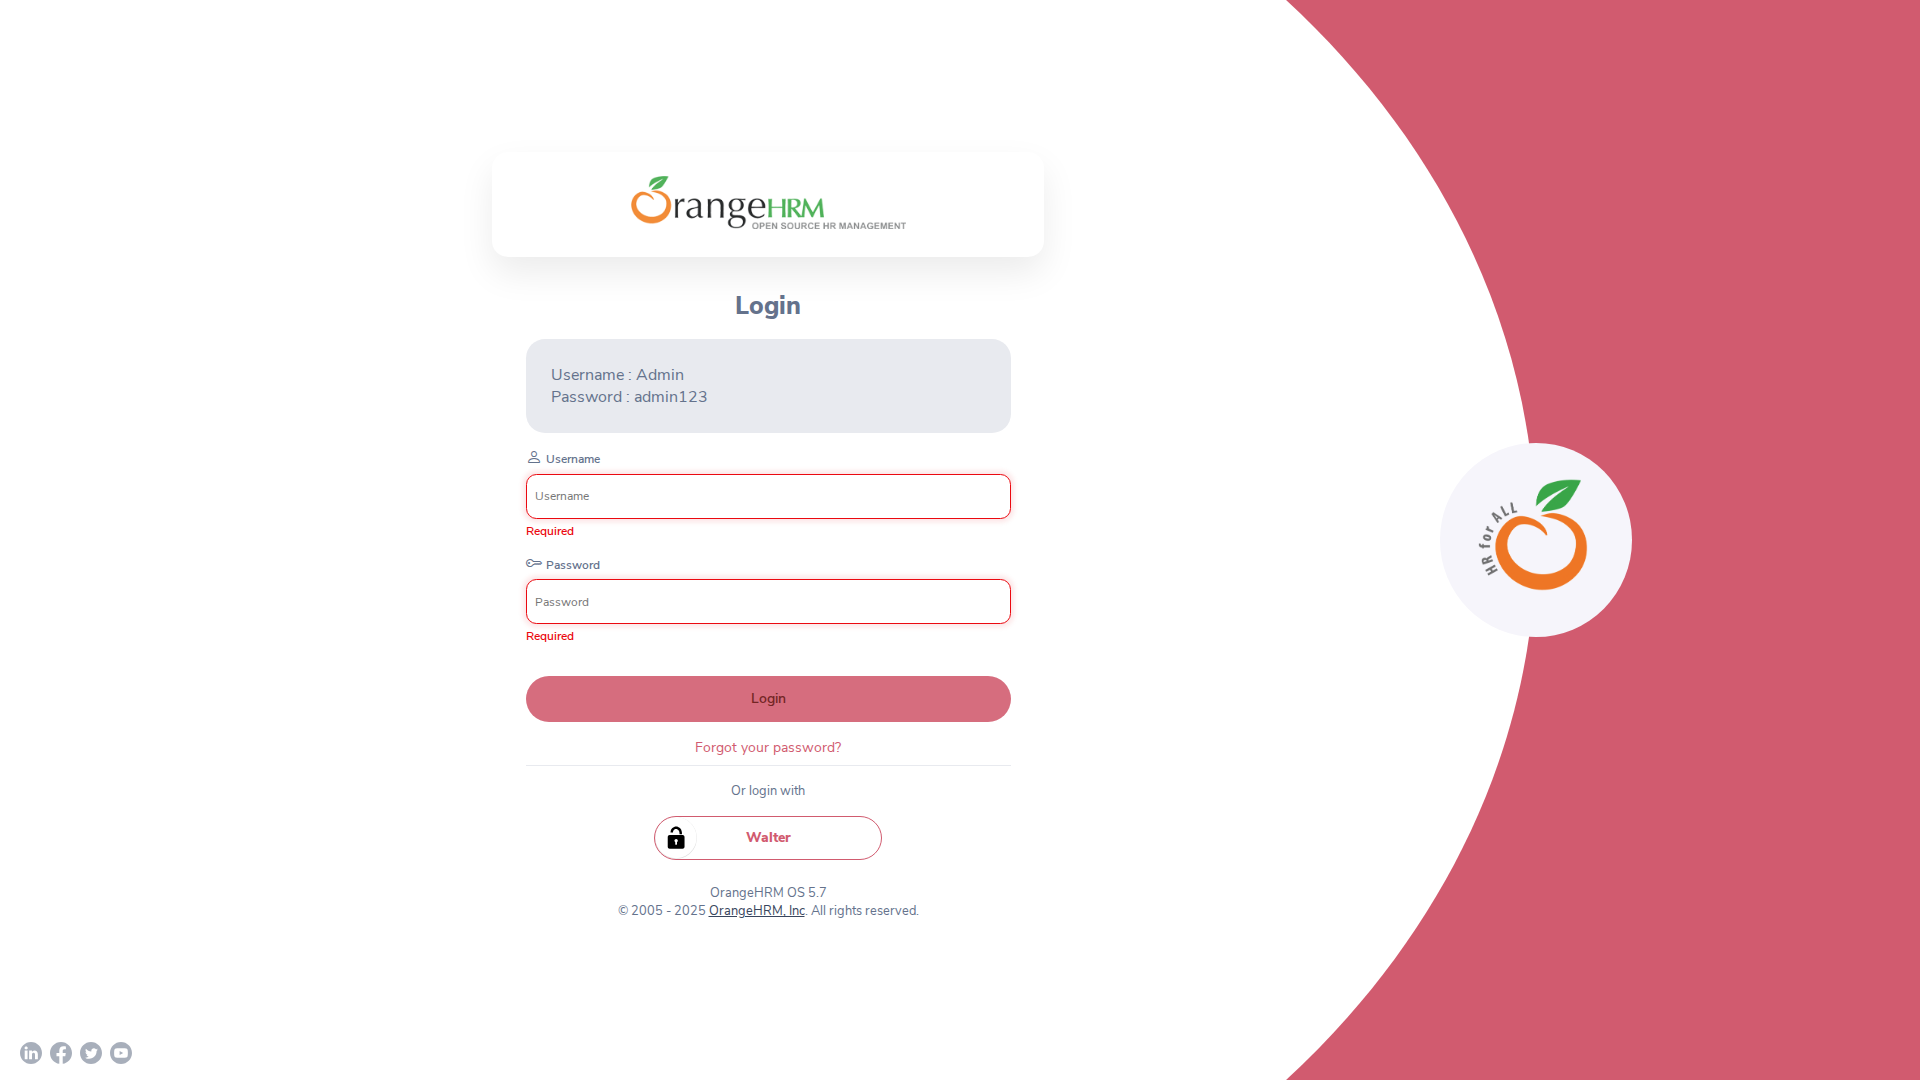 OrangeHRM
OPEN SOURCE HR MANAGEMENT
Login
Username : Admin
Password : admin123
Username
Username
Required
Password
Password
Required
Login
Forgot your password?
Or login with
Walter
OrangeHRM OS 5.7
© 2005 - 2025 OrangeHRM, Inc. All rights reserved.
HR for ALL
in